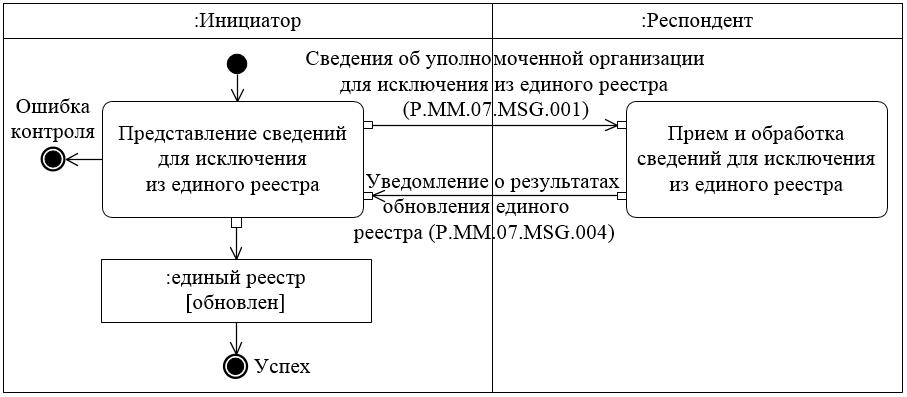 :Инициатор
:Респондент
Сведения об уполномоченной организации
для исключения из единого реестра
(P.MM.07.MSG.001)
Ошибка
контроля
Представление сведений
для исключения
из единого реестра
Прием и обработка
сведений для исключения
из единого реестра
Уведомление о результатах
обновления единого
реестра (P.MM.07.MSG.004)
:единый реестр
[обновлен]
Успех